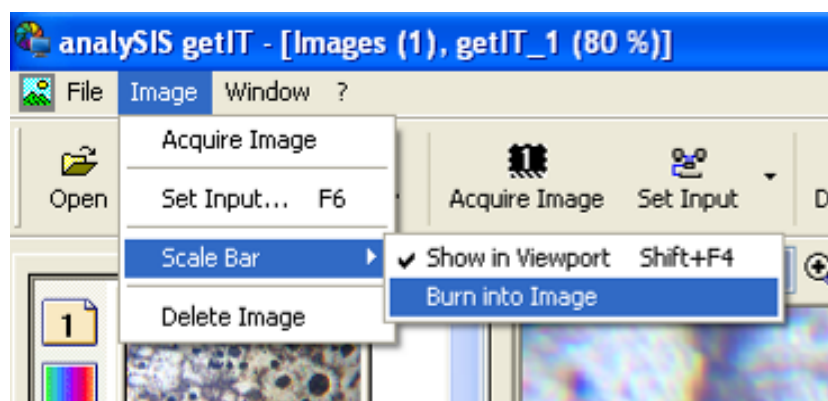 analySIS getIT - [Images (1), getIT_1 (80 %)]
File Image Window ?
Acquire Image
Set Input... F6
Scale Bar
Delete Image
Show in Viewport Shift+F4
Burn into Image
Open
Acquire Image
Set Input
D
1
1